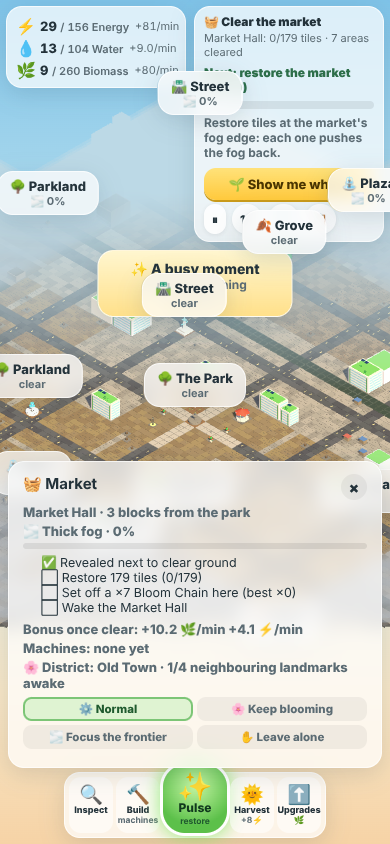 29 / 156 Energy +81/min
13 / 104 Water +9.0/min
9 / 260 Biomass +80/min
Clear the market
Market Hall: 0/179 tiles · 7 areas
cleared
Next: restore the market
Street
0%
Restore tiles at the market's
fog edge: each one pushes
the fog back.
Show me
Parkland
0%
Plaza
0%
Grove
clear
A busy moment
Street
clear
Parkland
clear
The Park
clear
Market
Market Hall · 3 blocks from the park
Thick fog · 0%
Revealed next to clear ground
Restore 179 tiles (0/179)
Set off a ×7 Bloom Chain here (best ×0)
Wake the Market Hall
Bonus once clear: +10.2 🌿/min +4.1 ⚡/min
Machines: none yet
District: Old Town · 1/4 neighbouring landmarks
awake
Normal
Keep blooming
Focus the frontier
Leave alone
Inspect
Build
machines
Pulse
restore
Harvest
+8⚡
Upgrades